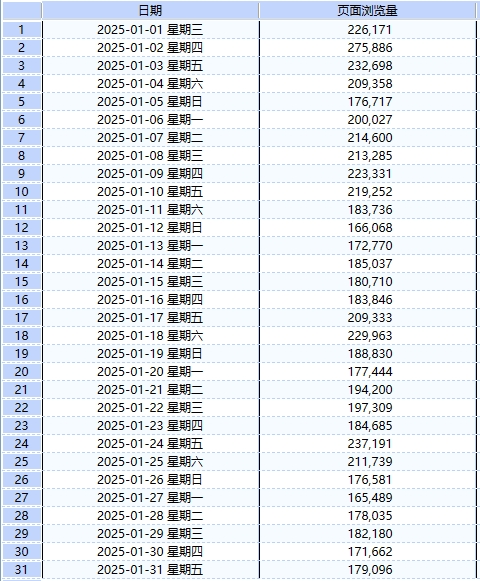 日期 页面浏览量
1 2025-01-01 星期三 226,171
2 2025-01-02 星期四 275,886
3 2025-01-03 星期五 232,698
4 2025-01-04 星期六 209,358
5 2025-01-05 星期日 176,717
6 2025-01-06 星期一 200,027
7 2025-01-07 星期二 214,600
8 2025-01-08 星期三 213,285
9 2025-01-09 星期四 223,331
10 2025-01-10 星期五 219,252
11 2025-01-11 星期六 183,736
12 2025-01-12 星期日 166,068
13 2025-01-13 星期一 172,770
14 2025-01-14 星期二 185,037
15 2025-01-15 星期三 180,710
16 2025-01-16 星期四 183,846
17 2025-01-17 星期五 209,333
18 2025-01-18 星期六 229,963
19 2025-01-19 星期日 188,830
20 2025-01-20 星期一 177,444
21 2025-01-21 星期二 194,200
22 2025-01-22 星期三 197,309
23 2025-01-23 星期四 184,685
24 2025-01-24 星期五 237,191
25 2025-01-25 星期六 211,739
26 2025-01-26 星期日 176,581
27 2025-01-27 星期一 165,489
28 2025-01-28 星期二 178,035
29 2025-01-29 星期三 182,180
30 2025-01-30 星期四 171,662
31 2025-01-31 星期五 179,096